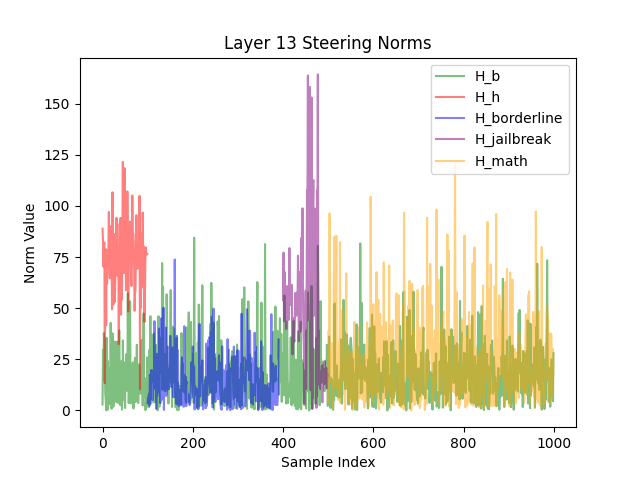 Layer 13 Steering Norms
H_b
H_h
H_borderline
H_jailbreak
H_math
Norm Value
150
125
100
75
50
25
0
0 200 400 600 800 1000
Sample Index